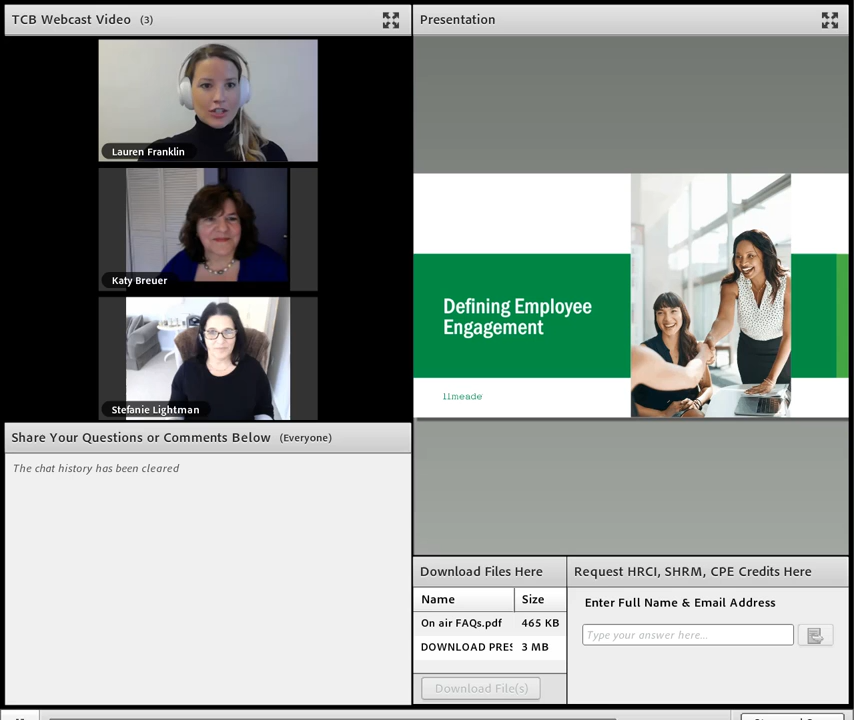 TCB Webcast Video (3)
Lauren Franklin
Katy Breuer
Stefanie Lightman
Share Your Questions or Comments Below (Everyone)
The chat history has been cleared
Presentation
Defining Employee
Engagement
limeade
Download Files Here
Name Size
On air FAQs.pdf 465 KB
DOWNLOAD PRES 3 MB
Download File(s)
Request HRCI, SHRM, CPE Credits Here
Enter Full Name & Email Address
Type your answer here...